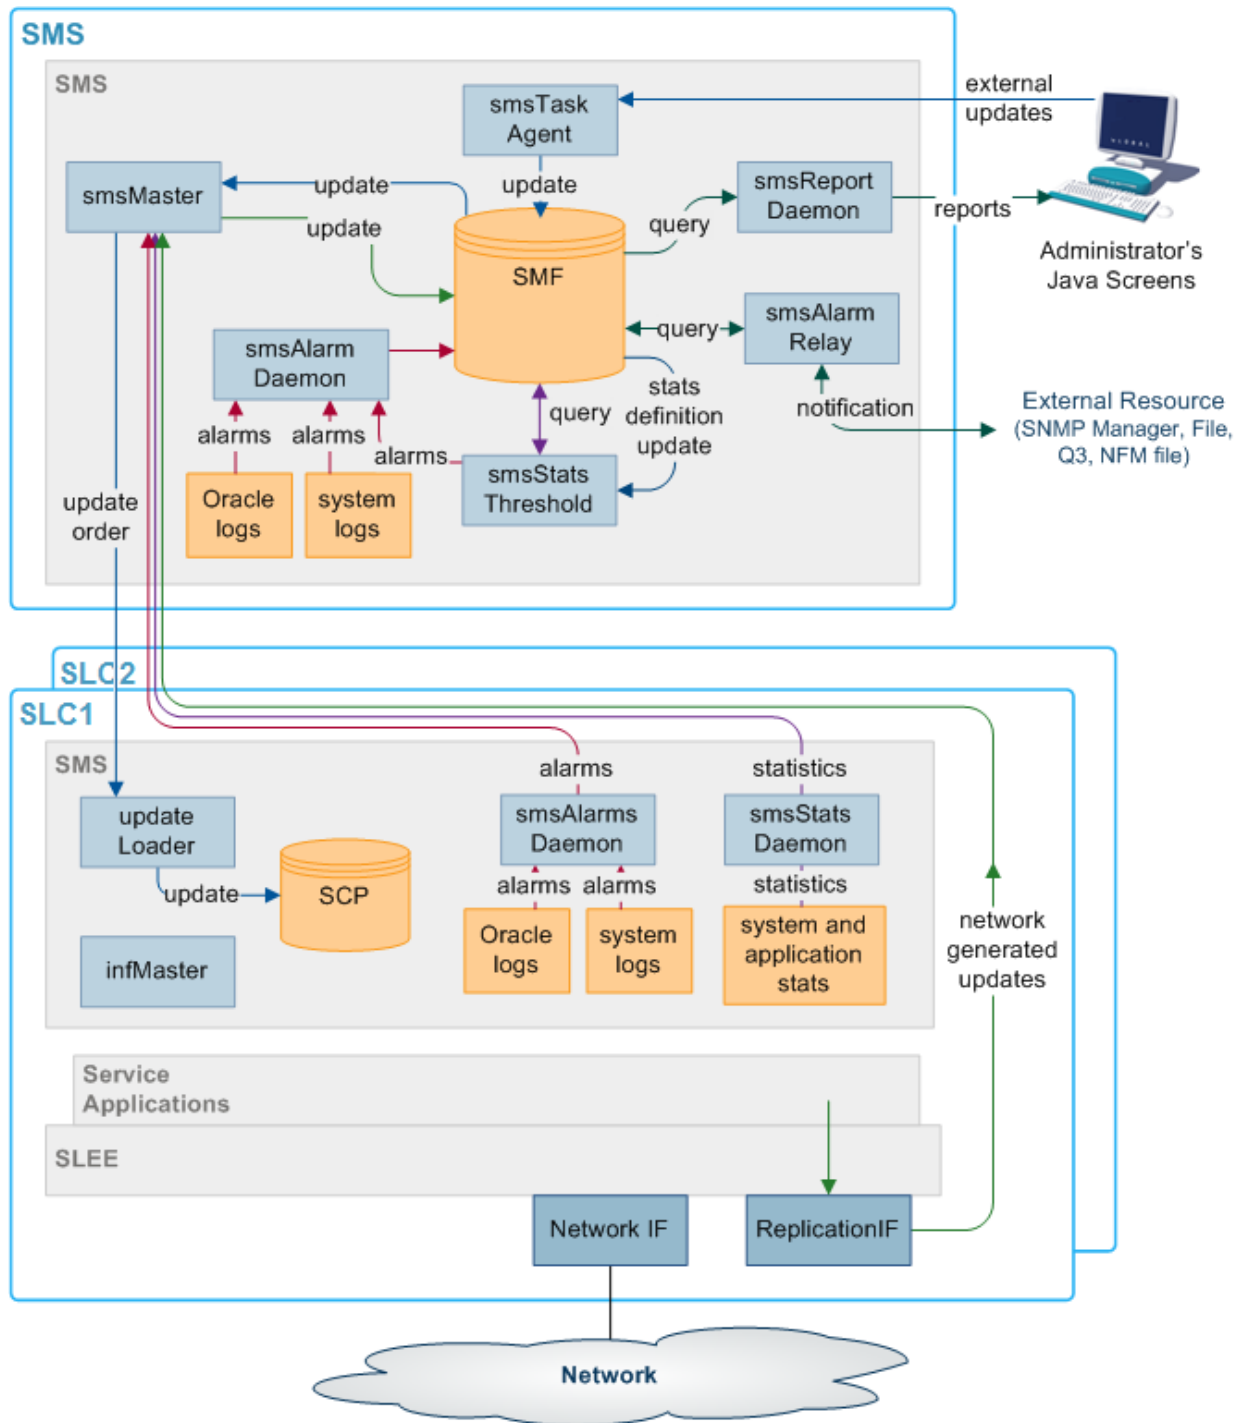 SMS
SMS
smsTask
Agent
external
updates
GLOBAL
smsMaster
update
update
update
smsReport
Daemon
query
reports
Administrator's
Java Screens
SMF
smsAlarm
Daemon
query
smsAlarm
Relay
stats
definition
update
query
notification
External Resource
(SNMP Manager, File,
Q3, NFM file)
alarms
alarms
alarms
Oracle
logs
system
logs
smsStats
Threshold
update
order
SLC2
SLC1
SMS
alarms
statistics
update
Loader
smsAlarms
Daemon
smsStats
Daemon
update
SCP
alarms
alarms
statistics
infMaster
Oracle
logs
system
logs
system and
application
stats
network
generated
updates
Service
Applications
SLEE
Network IF
ReplicationIF
Network